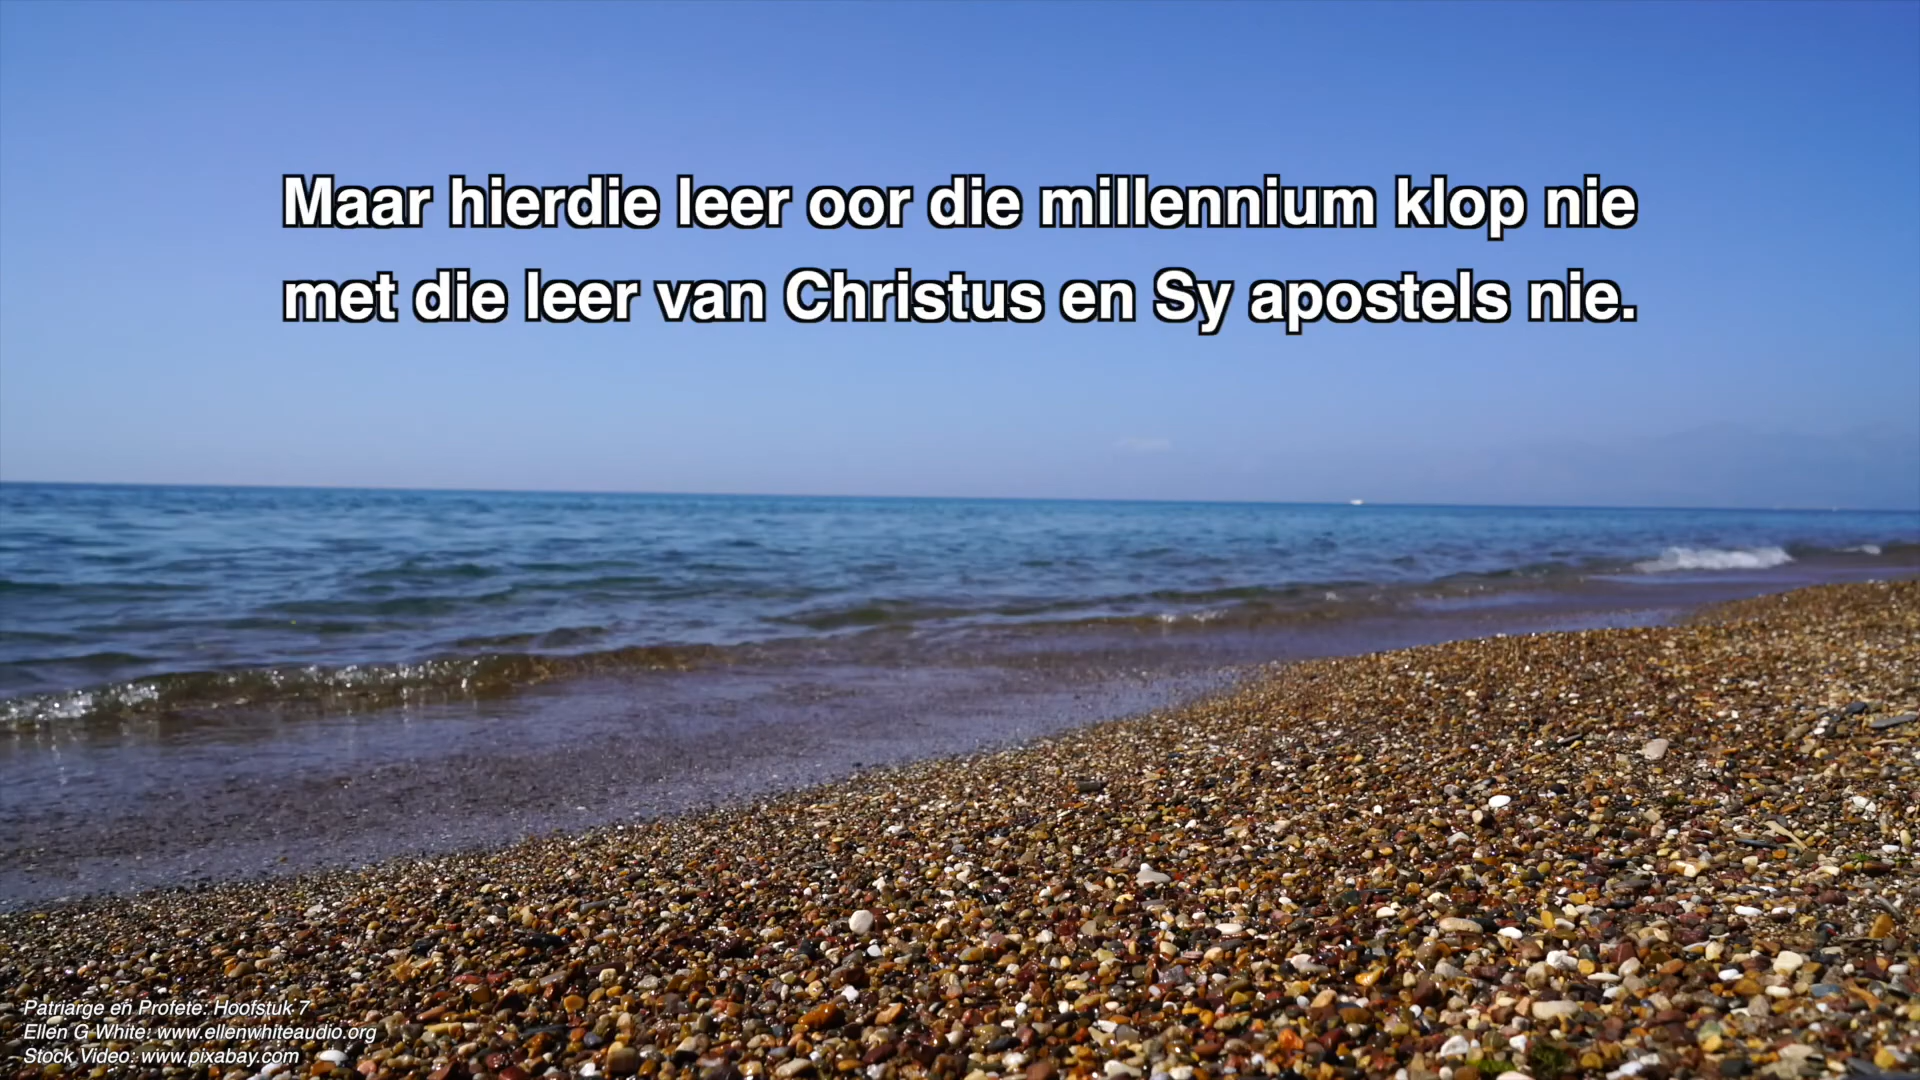 Maar hierdie leer oor die millennium klop nie
met die leer van Christus en Sy apostels nie.
Patriarge en Profete: Hoofstuk 7
Ellen G White: www.ellenwhiteaudio.org
Stock Video: www.pixabay.com